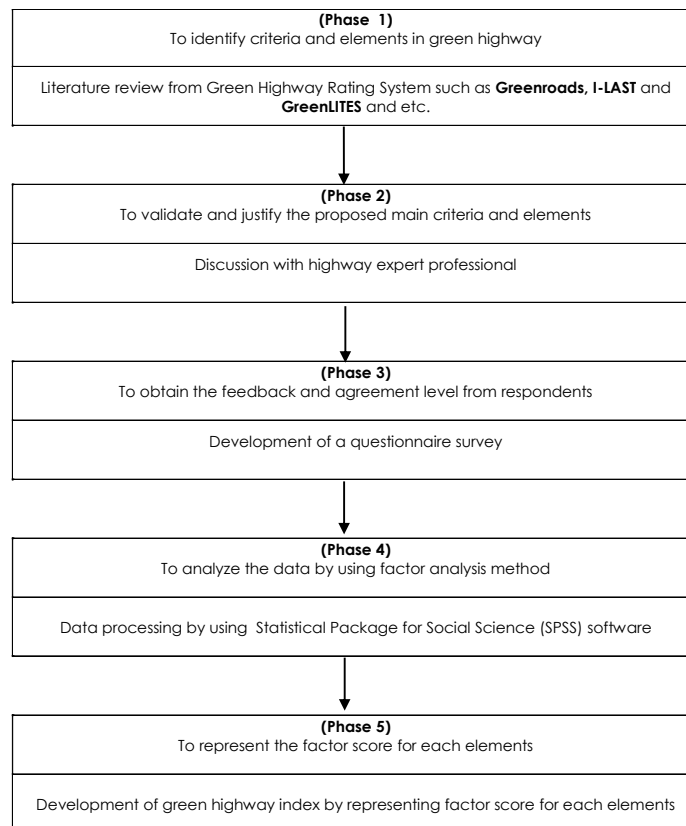 (Phase 1)
To identify criteria and elements in green highway
Literature review from Green Highway Rating System such as Greenroads, I-LAST and
GreenLITES and etc.
(Phase 2)
To validate and justify the proposed main criteria and elements
Discussion with highway expert professional
(Phase 3)
To obtain the feedback and agreement level from respondents
Development of a questionnaire survey
(Phase 4)
To analyze the data by using factor analysis method
Data processing by using Statistical Package for Social Science (SPSS) software
(Phase 5)
To represent the factor score for each elements
Development of green highway index by representing factor score for each elements